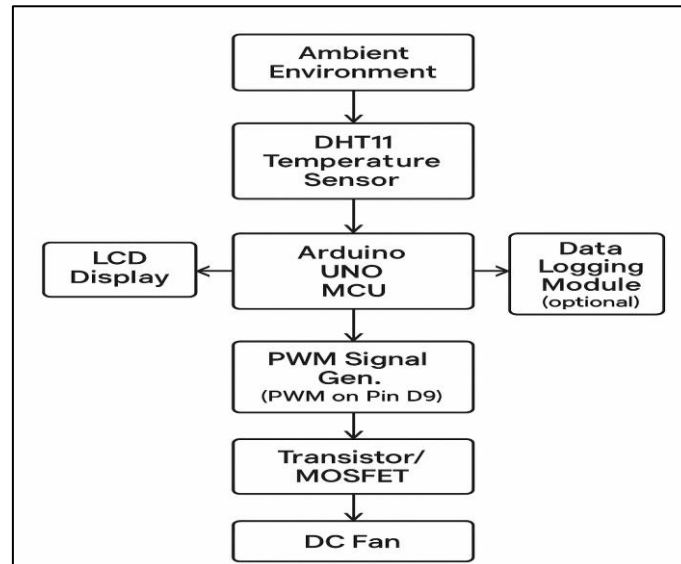 Ambient
Environment
DHT11
Temperature
Sensor
LCD
Display
Arduino
UNO
MCU
Data
Logging
Module
(optional)
PWM Signal
Gen.
(PWM on Pin D9)
Transistor/
MOSFET
DC Fan